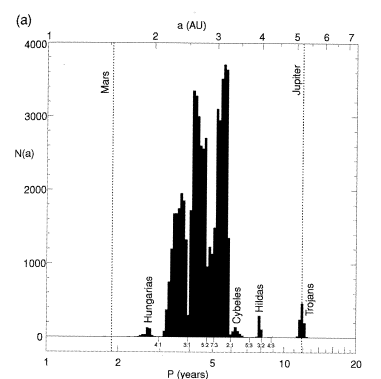 (a)
a (AU)
1 2 3 4 5 6 7
4000
Mars
Jupiter
3000
N(a)
2000
1000
Hungarias
Cybeles
Hildas
Trojans
0
4:1 3:1 5:2 7:3 2:1 5:3 3:2 4:3
1 2 5 10 20
P (years)